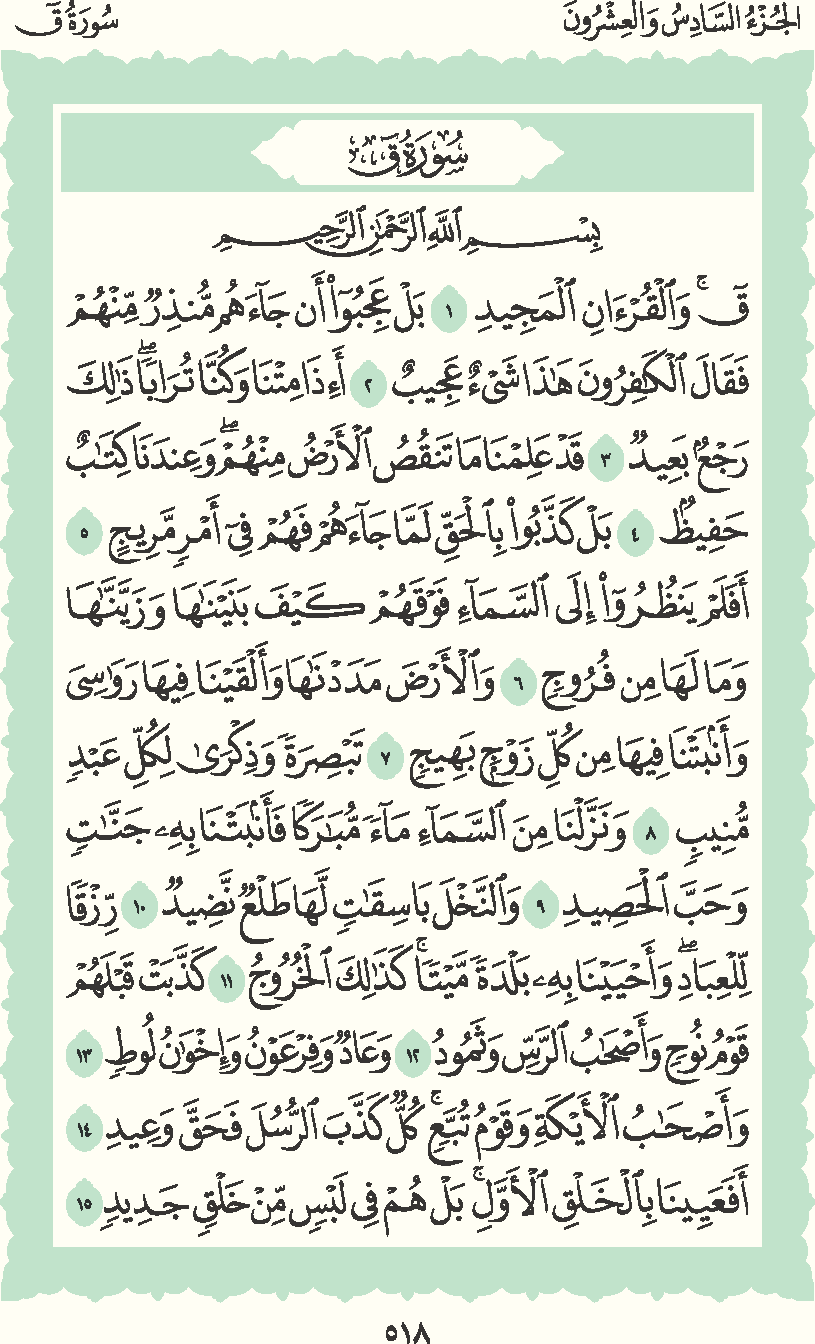 الجُزْءُ السَّادِسُ وَالْعِشْرُونَ
سُورَةُ قٓ
سُورَةُ قٓ
بِسْمِ ٱللَّهِ ٱلرَّحْمَٰنِ ٱلرَّحِيمِ
قٓۚ وَٱلْقُرْءَانِ ٱلْمَجِيدِ ١ بَلْ عَجِبُوٓا۟ أَن جَآءَهُم مُّنذِرٌ مِّنْهُمْ
فَقَالَ ٱلْكَٰفِرُونَ هَٰذَا شَىْءٌ عَجِيبٌ ٢ أَءِذَا مِتْنَا وَكُنَّا تُرَابًاۖ ذَٰلِكَ
رَجْعٌۢ بَعِيدٌ ٣ قَدْ عَلِمْنَا مَا تَنقُصُ ٱلْأَرْضُ مِنْهُمْۖ وَعِندَنَا كِتَٰبٌ
حَفِيظٌۢ ٤ بَلْ كَذَّبُوا۟ بِٱلْحَقِّ لَمَّا جَآءَهُمْ فَهُمْ فِىٓ أَمْرٍ مَّرِيجٍ ٥
أَفَلَمْ يَنظُرُوٓا۟ إِلَى ٱلسَّمَآءِ فَوْقَهُمْ كَيْفَ بَنَيْنَٰهَا وَزَيَّنَّٰهَا
وَمَا لَهَا مِن فُرُوجٍ ٦ وَٱلْأَرْضَ مَدَدْنَٰهَا وَأَلْقَيْنَا فِيهَا رَوَٰسِىَ
وَأَنۢبَتْنَا فِيهَا مِن كُلِّ زَوْجٍۭ بَهِيجٍ ٧ تَبْصِرَةً وَذِكْرَىٰ لِكُلِّ عَبْدٍ
مُّنِيبٍ ٨ وَنَزَّلْنَا مِنَ ٱلسَّمَآءِ مَآءً مُّبَٰرَكًا فَأَنۢبَتْنَا بِهِۦ جَنَّٰتٍ
وَحَبَّ ٱلْحَصِيدِ ٩ وَٱلنَّخْلَ بَاسِقَٰتٍ لَّهَا طَلْعٌ نَّضِيدٌ ١٠ رِّزْقًا
لِّلْعِبَادِۖ وَأَحْيَيْنَا بِهِۦ بَلْدَةً مَّيْتًاۚ كَذَٰلِكَ ٱلْخُرُوجُ ١١ كَذَّبَتْ قَبْلَهُمْ
قَوْمُ نُوحٍ وَأَصْحَٰبُ ٱلرَّسِّ وَثَمُودُ ١٢ وَعَادٌ وَفِرْعَوْنُ وَإِخْوَٰنُ لُوطٍ ١٣
وَأَصْحَٰبُ ٱلْأَيْكَةِ وَقَوْمُ تُبَّعٍۚ كُلٌّ كَذَّبَ ٱلرُّسُلَ فَحَقَّ وَعِيدِ ١٤
أَفَعَيِينَا بِٱلْخَلْقِ ٱلْأَوَّلِۚ بَلْ هُمْ فِى لَبْسٍ مِّنْ خَلْقٍ جَدِيدٍ ١٥
٥١٨